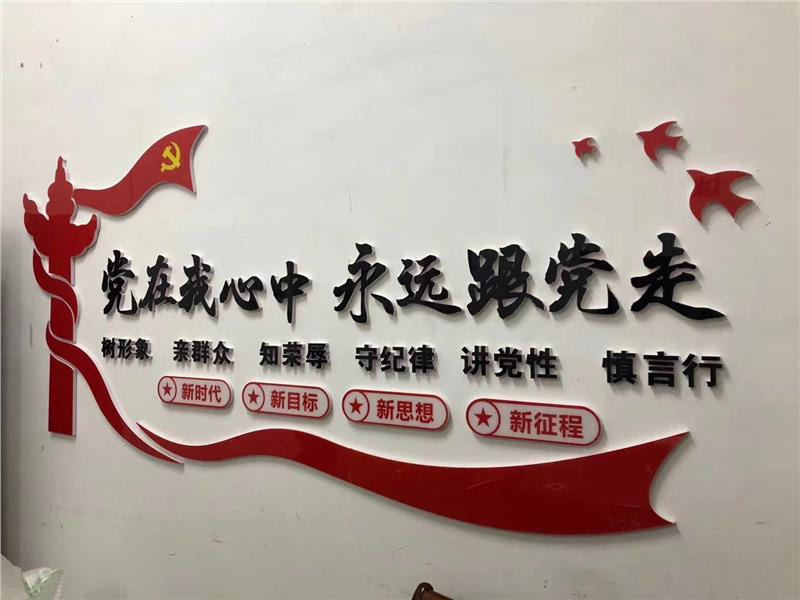 党在我心中 永远跟党走
树形象 亲群众 知荣辱 守纪律 讲党性 慎言行
新时代 新目标 新思想 新征程